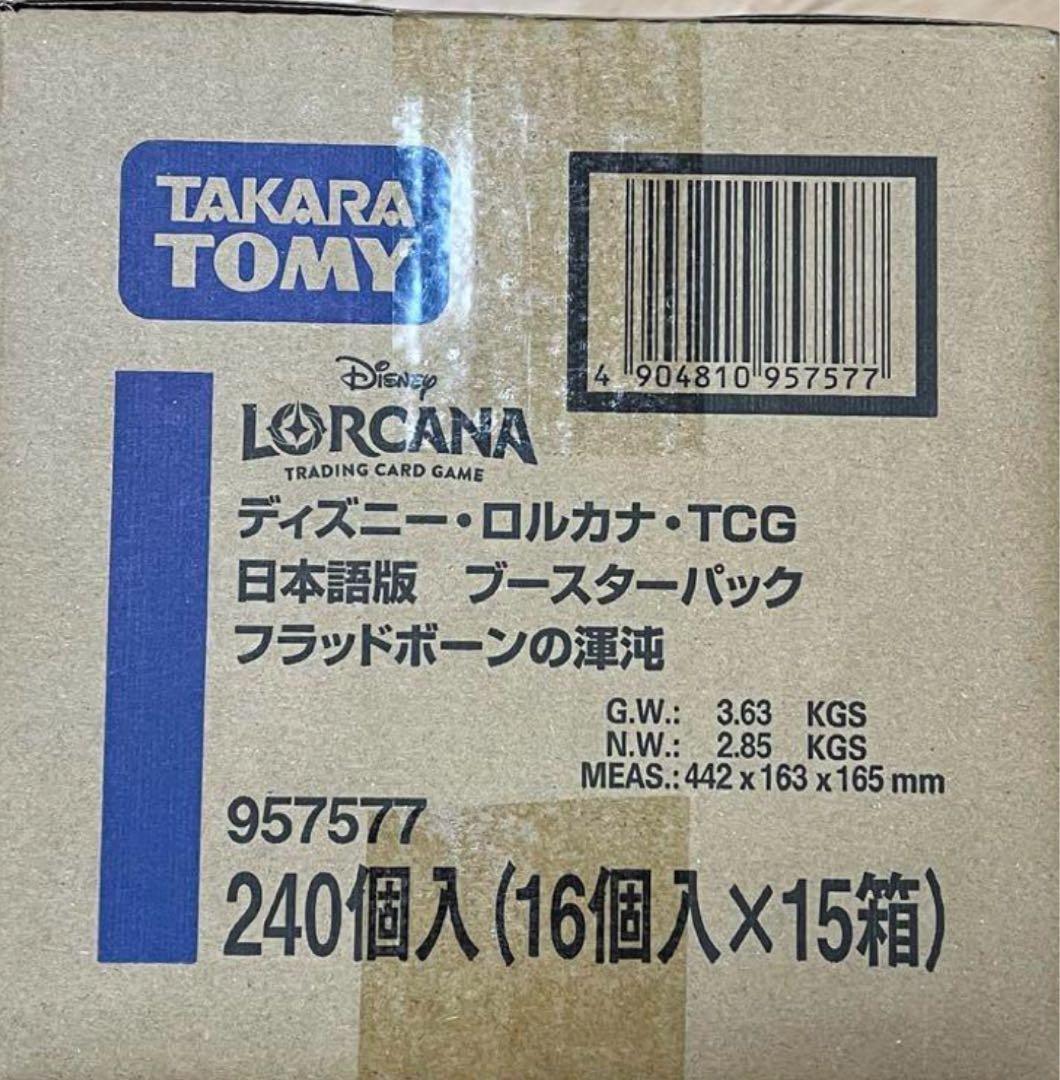 TAKARA
TOMY
4 904810 957577
Disney
LORCANA
TRADING CARD GAME
ディズニー・ロルカナ・TCG
日本語版 ブースターパック
フラッドボーンの渾沌
G.W.: 3.63 KGS
N.W.: 2.85 KGS
MEAS.: 442 x 163 x 165 mm
957577
240個入(16個入×15箱)